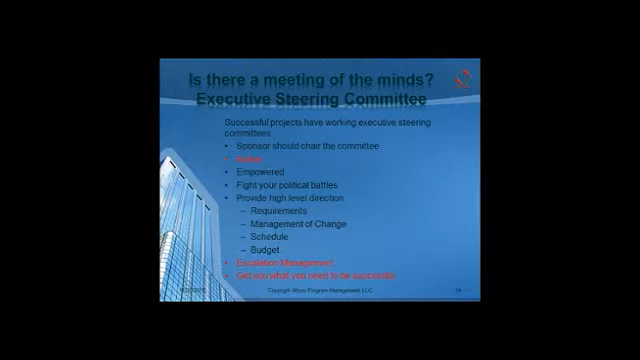 Is there a meeting of the minds?
Executive Steering Committee
Successful projects have working executive steering
committees
• Sponsor should chair the committee
•
• Empowered
• Fight your political battles
• Provide high level direction
– Requirements
– Management of Change
– Schedule
– Budget
• Escalation Management
• Get you what you need to be successful
Copyright Program Management LLC